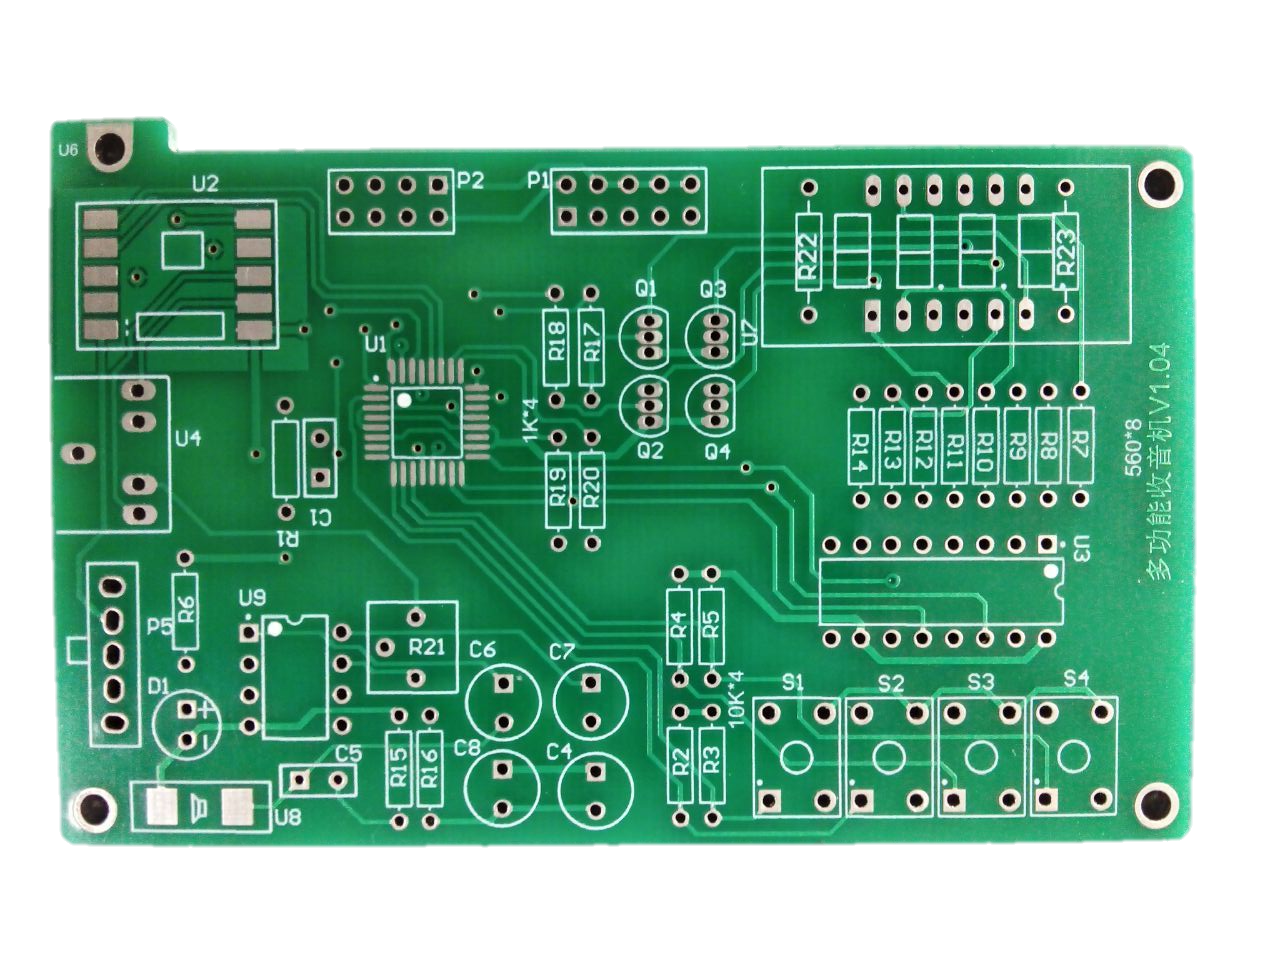 U6
U2
P2
P1
R22
R23
Q1
Q3
U7
R18
R17
U1
1K*4
Q2
Q4
U4
C1
R1
R19
R20
R14
R13
R12
R11
R10
R9
R8
R7
560*8
多功能收音机V1.04
U3
P5
R6
U9
R21
C6
C7
R4
R5
10K*4
D1
+
-
S1
S2
S3
S4
C5
R15
R16
C8
C4
R2
R3
U8